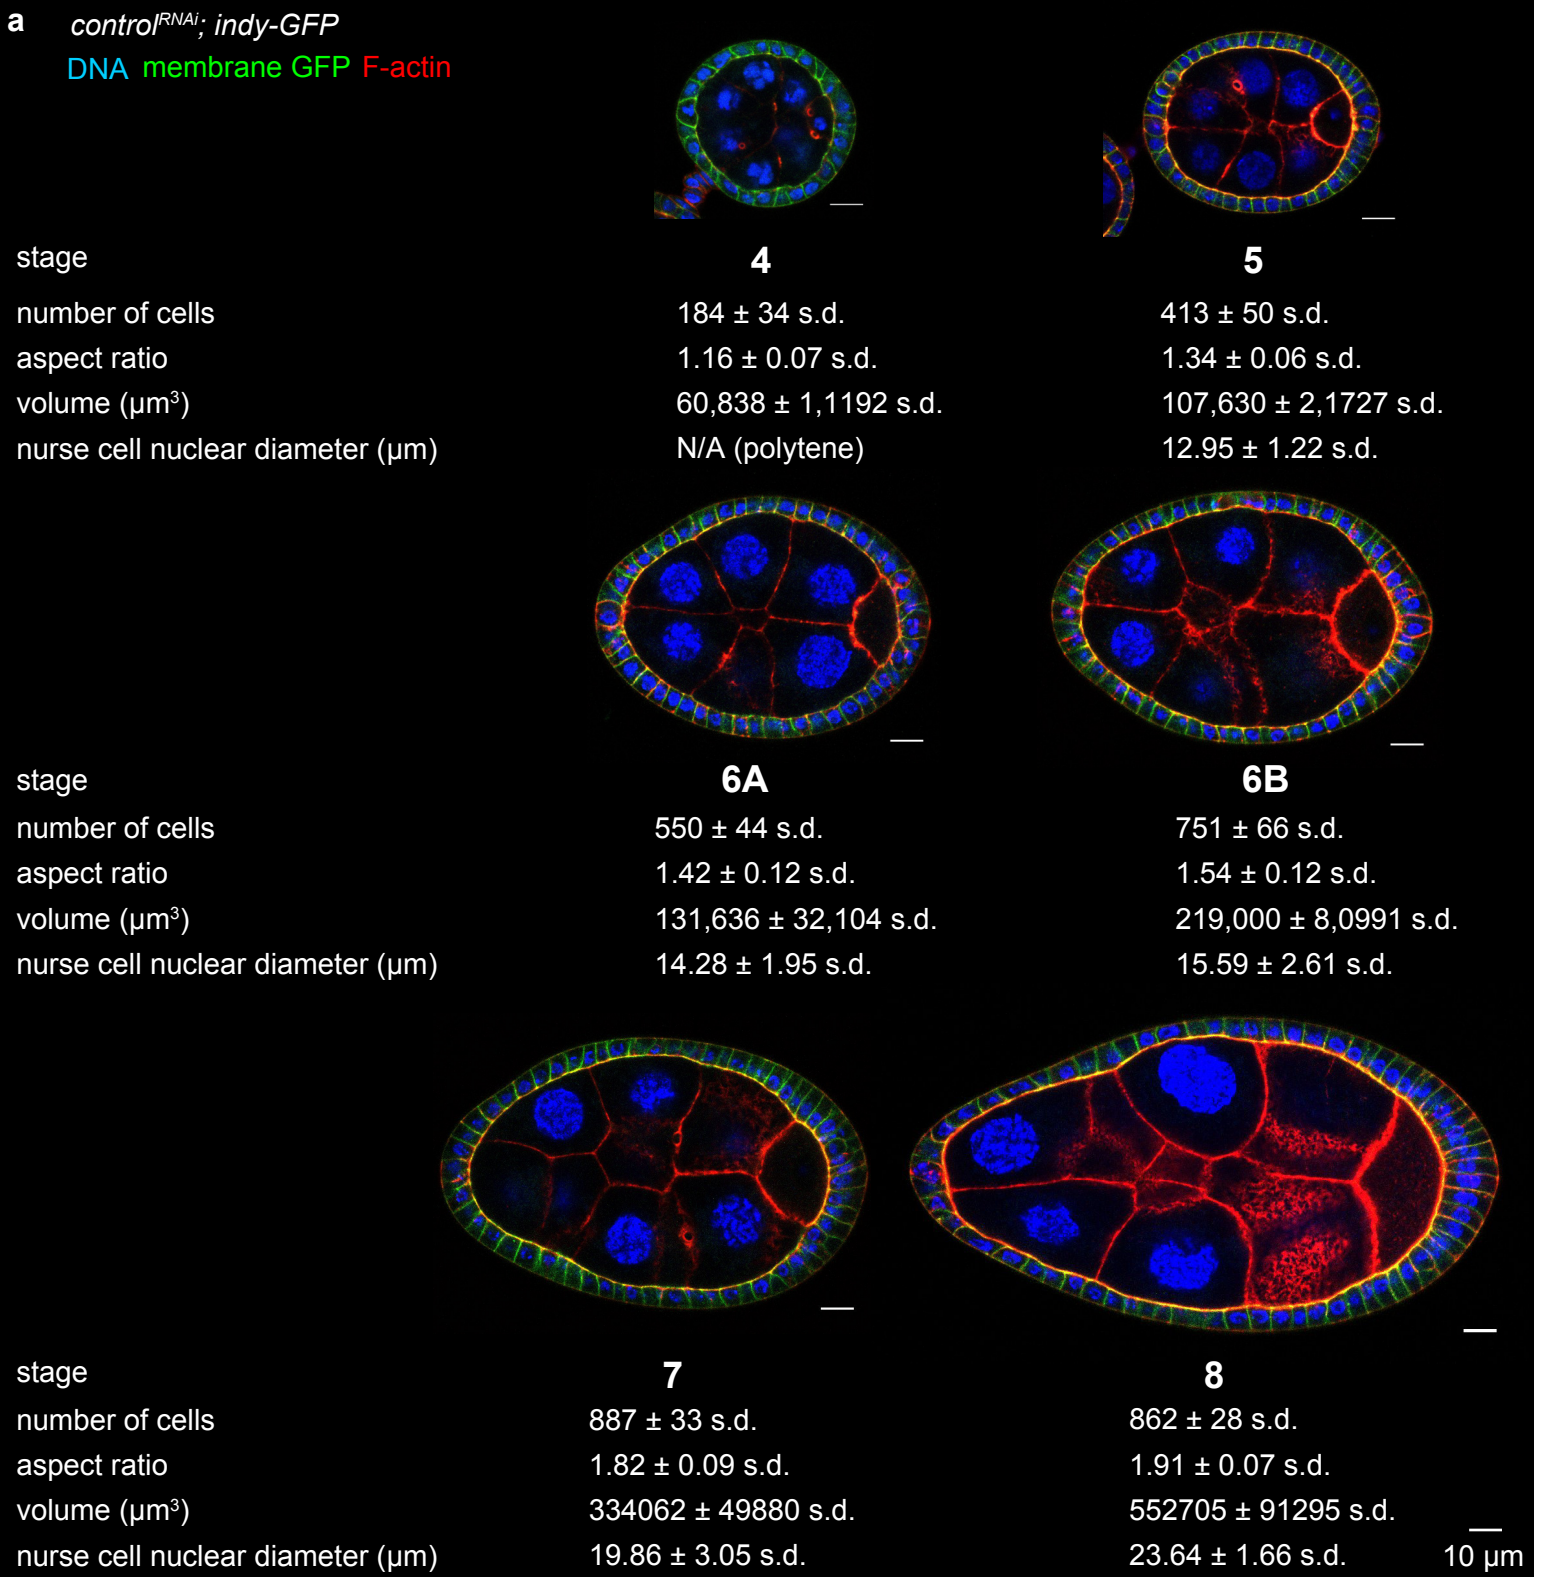 a control^RNAi; indy-GFP
DNA membrane GFP F-actin
stage 4 5
number of cells 184 ± 34 s.d. 413 ± 50 s.d.
aspect ratio 1.16 ± 0.07 s.d. 1.34 ± 0.06 s.d.
volume (µm³) 60,838 ± 1,1192 s.d. 107,630 ± 2,1727 s.d.
nurse cell nuclear diameter (µm) N/A (polytene) 12.95 ± 1.22 s.d.
stage 6A 6B
number of cells 550 ± 44 s.d. 751 ± 66 s.d.
aspect ratio 1.42 ± 0.12 s.d. 1.54 ± 0.12 s.d.
volume (µm³) 131,636 ± 32,104 s.d. 219,000 ± 8,0991 s.d.
nurse cell nuclear diameter (µm) 14.28 ± 1.95 s.d. 15.59 ± 2.61 s.d.
stage 7 8
number of cells 887 ± 33 s.d. 862 ± 28 s.d.
aspect ratio 1.82 ± 0.09 s.d. 1.91 ± 0.07 s.d.
volume (µm³) 334062 ± 49880 s.d. 552705 ± 91295 s.d.
nurse cell nuclear diameter (µm) 19.86 ± 3.05 s.d. 23.64 ± 1.66 s.d. 10 µm